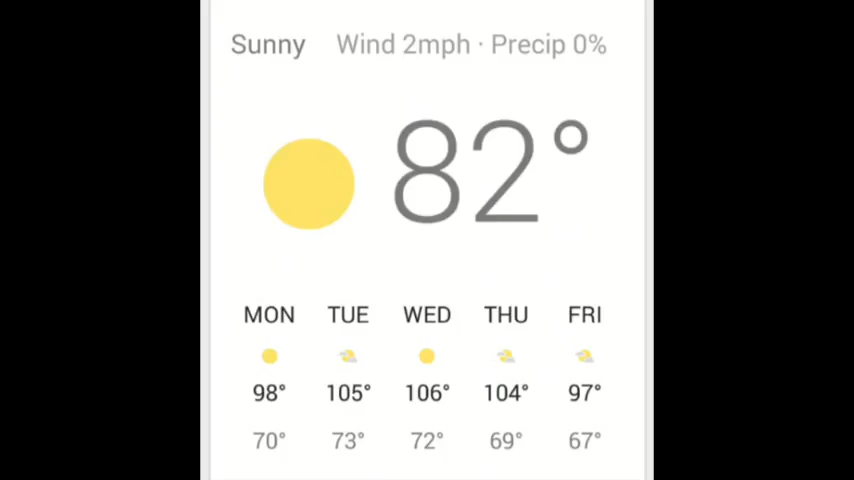 Sunny Wind 2mph · Precip 0%
82°
MON TUE WED THU FRI
98° 105° 106° 104° 97°
70° 73° 72° 69° 67°